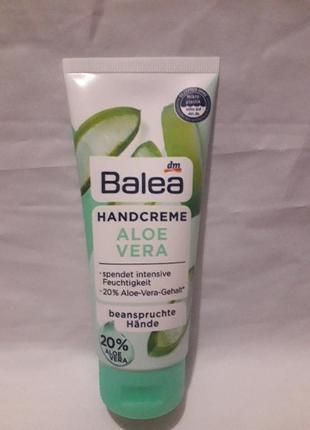 dm
Balea
HANDCREME
ALOE
VERA
- spendet intensive
Feuchtigkeit
- 20% Aloe-Vera-Gehalt*
beanspruchte
Hände
20%
ALOE
VERA